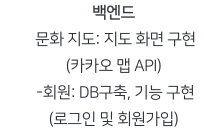 백엔드
문화 지도: 지도 화면 구현
(카카오 맵 API)
-회원: DB구축, 기능 구현
(로그인 및 회원가입)